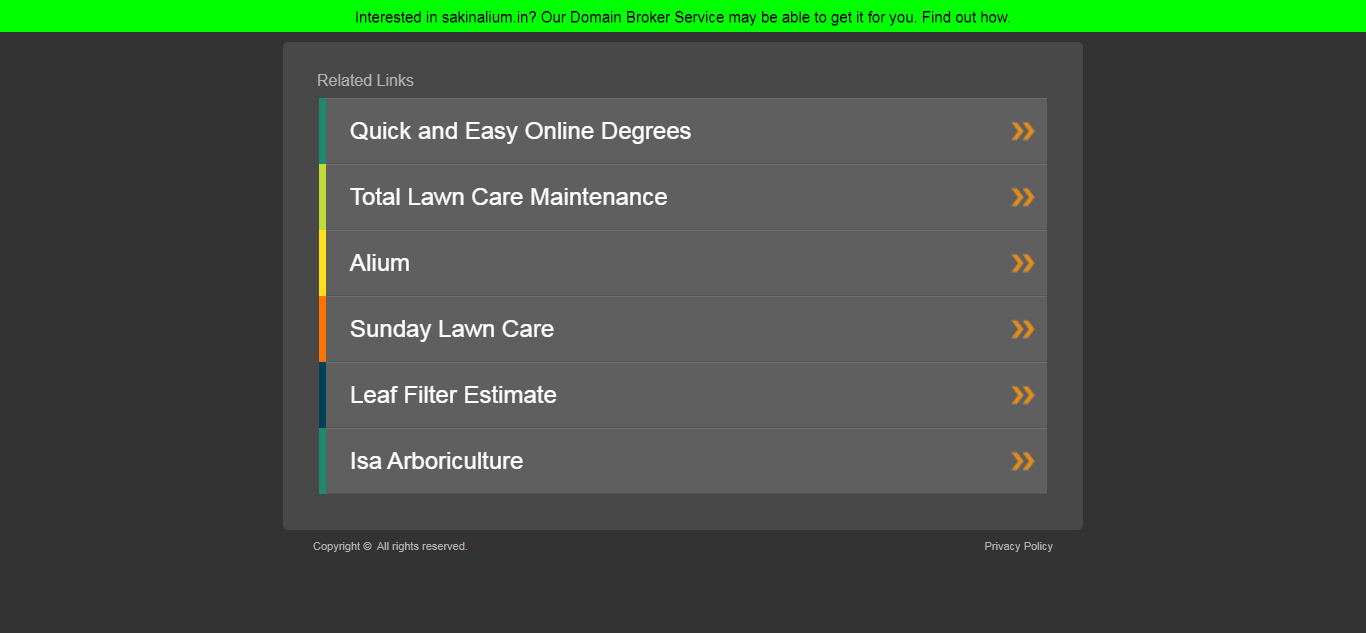 Interested in sakinalium.in? Our Domain Broker Service may be able to get it for you. Find out how.
Related Links
Quick and Easy Online Degrees
Total Lawn Care Maintenance
Alium
Sunday Lawn Care
Leaf Filter Estimate
Isa Arboriculture
Copyright © All rights reserved.
Privacy Policy